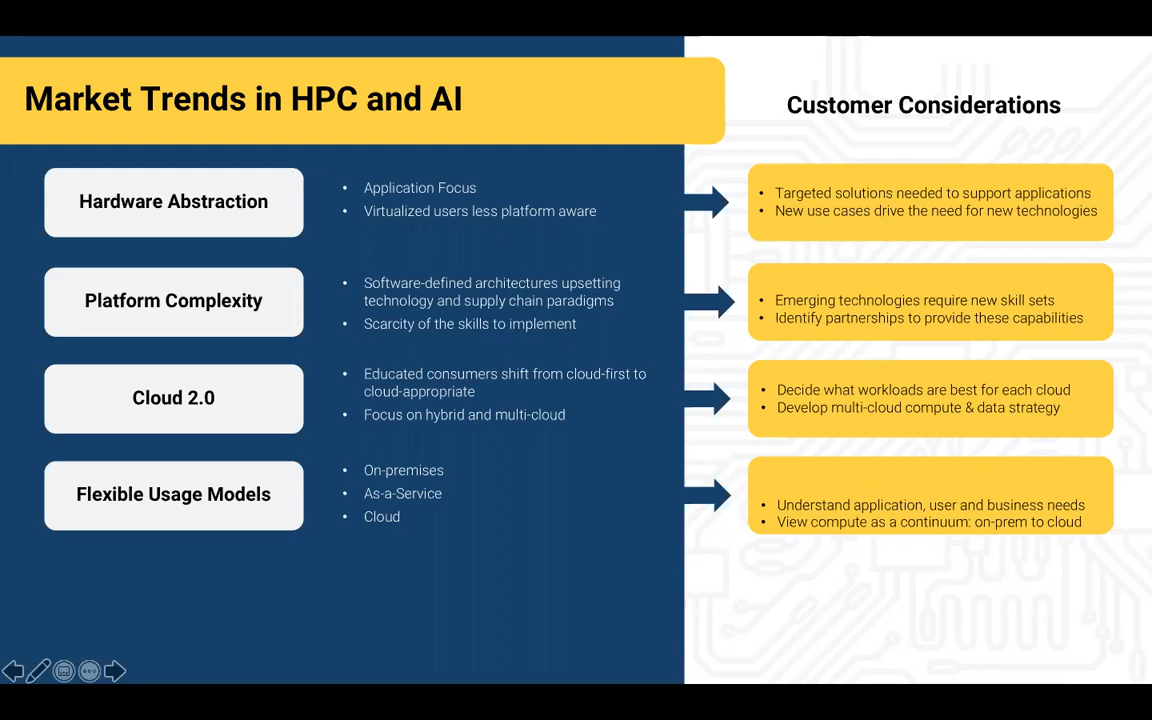 Market Trends in HPC and AI
Customer Considerations
Hardware Abstraction
• Application Focus
• Virtualized users less platform aware
• Targeted solutions needed to support applications
• New use cases drive the need for new technologies
Platform Complexity
• Software-defined architectures upsetting
technology and supply chain paradigms
• Scarcity of the skills to implement
• Emerging technologies require new skill sets
• Identify partnerships to provide these capabilities
Cloud 2.0
• Educated consumers shift from cloud-first to
cloud-appropriate
• Focus on hybrid and multi-cloud
• Decide what workloads are best for each cloud
• Develop multi-cloud compute & data strategy
Flexible Usage Models
• On-premises
• As-a-Service
• Cloud
• Understand application, user and business needs
• View compute as a continuum: on-prem to cloud